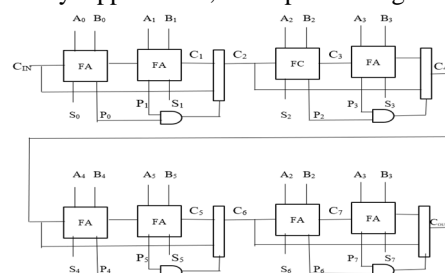 A₀ B₀ A₁ B₁ A₂ B₂ A₃ B₃
C_IN FA FA C₁ C₂ FC C₃ FA
S₀ P₀ P₁ S₁ S₂ P₂ P₃ S₃
A₄ B₄ A₅ B₅ A₂ B₂ A₃ B₃
FA FA C₅ C₆ FA C₇ FA
S₄ P₄ P₅ S₅ S₆ P₆ P₇ S₇